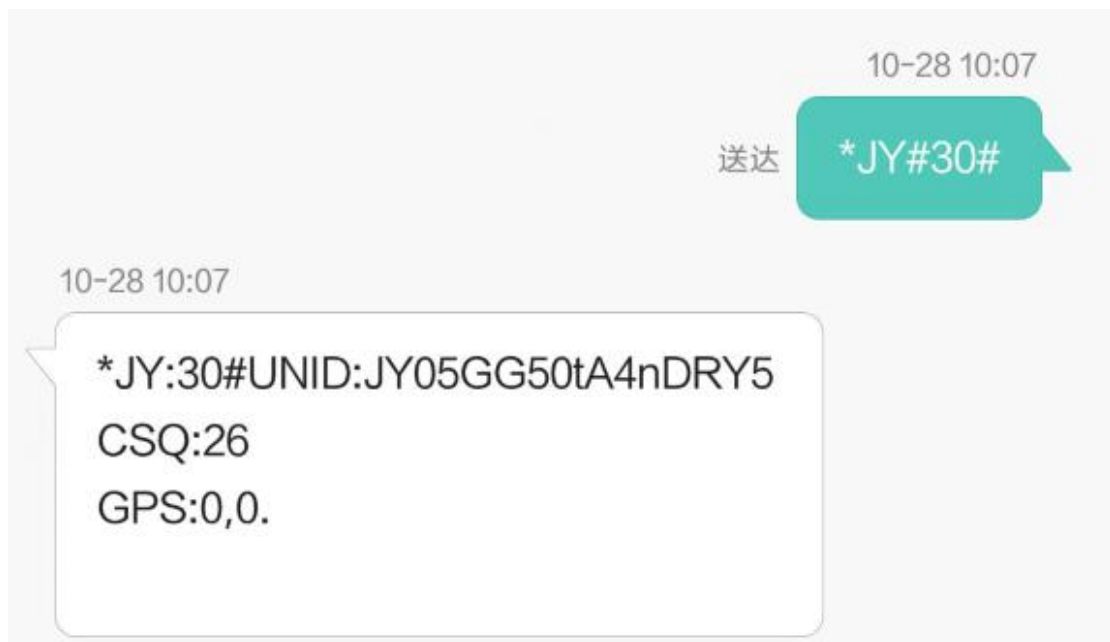 10-28 10:07
送达 *JY#30#
10-28 10:07
*JY:30#UNID:JY05GG50tA4nDRY5
CSQ:26
GPS:0,0.